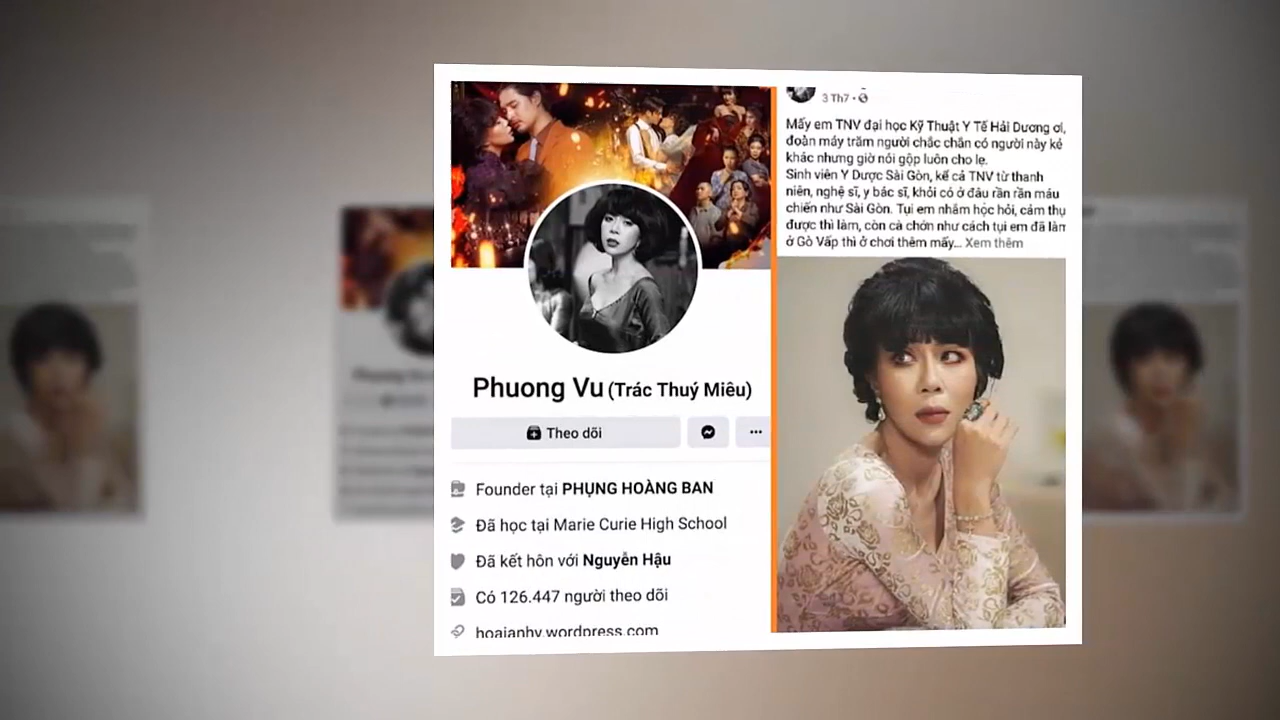 Phuong Vu (Trác Thuý Miêu)
Theo dõi
Founder tại PHỤNG HOÀNG BAN
Đã học tại Marie Curie High School
Đã kết hôn với Nguyễn Hậu
Có 126.447 người theo dõi
hoaianhv.wordpress.com
3 Th7
Mấy em TNV đại học Kỹ Thuật Y Tế Hải Dương ơi,
đoàn máy trăm người chắc chắn có người này kẻ
khác nhưng giờ nói gộp luôn cho lẹ.
Sinh viên Y Dược Sài Gòn, kể cả TNV từ thanh
niên, nghệ sĩ, y bác sĩ, khỏi có ở đâu rần rần máu
chiến như Sài Gòn. Tụi em nhắm học hỏi, cảm thụ
được thì làm, còn cà chớn như cách tụi em đã làm
ở Gò Vấp thì ở chơi thêm mấy... Xem thêm